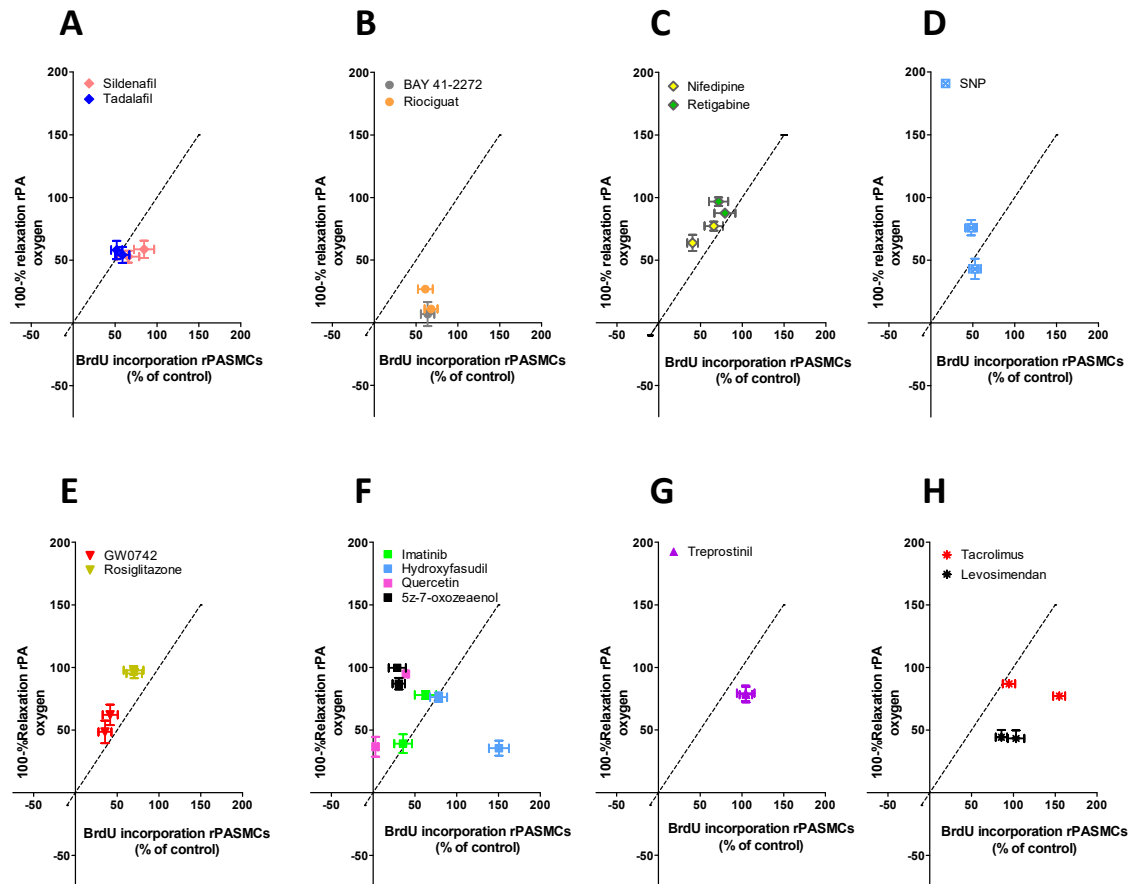 A
200
150
100
50
-50
-50
50
100
150
200
100-% relaxation rPA
oxygen
Sildenafil
Tadalafil
BrdU incorporation rPASMCs
(% of control)
B
200
150
100
50
-50
-50
50
100
150
200
100-% relaxation rPA
oxygen
BAY 41-2272
Riociguat
BrdU incorporation rPASMCs
(% of control)
C
200
150
100
50
-50
-50
50
100
150
200
100-% relaxation rPA
oxygen
Nifedipine
Retigabine
BrdU incorporation rPASMCs
(% of control)
D
200
150
100
50
-50
-50
50
100
150
200
100-% relaxation rPA
oxygen
SNP
BrdU incorporation rPASMCs
(% of control)
E
200
150
100
50
-50
-50
50
100
150
200
100-%Relaxation rPA
oxygen
GW0742
Rosiglitazone
BrdU incorporation rPASMCs
(% of control)
F
200
150
100
50
-50
-50
50
100
150
200
100-%Relaxation rPA
oxygen
Imatinib
Hydroxyfasudil
Quercetin
5z-7-oxozeaenol
BrdU incorporation rPASMCs
(% of control)
G
200
150
100
50
-50
-50
50
100
150
200
100-%Relaxation rPA
oxygen
Treprostinil
BrdU incorporation rPASMCs
(% of control)
H
200
150
100
50
-50
-50
50
100
150
200
100-%Relaxation rPA
oxygen
Tacrolimus
Levosimendan
BrdU incorporation rPASMCs
(% of control)